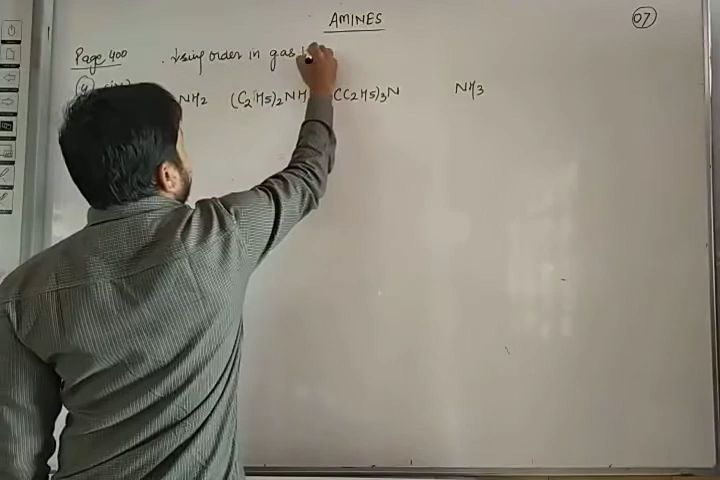 AMINES
07
Page 400 . Using order in gas
NH2 (C2H5)2NH (C2H5)3N NH3